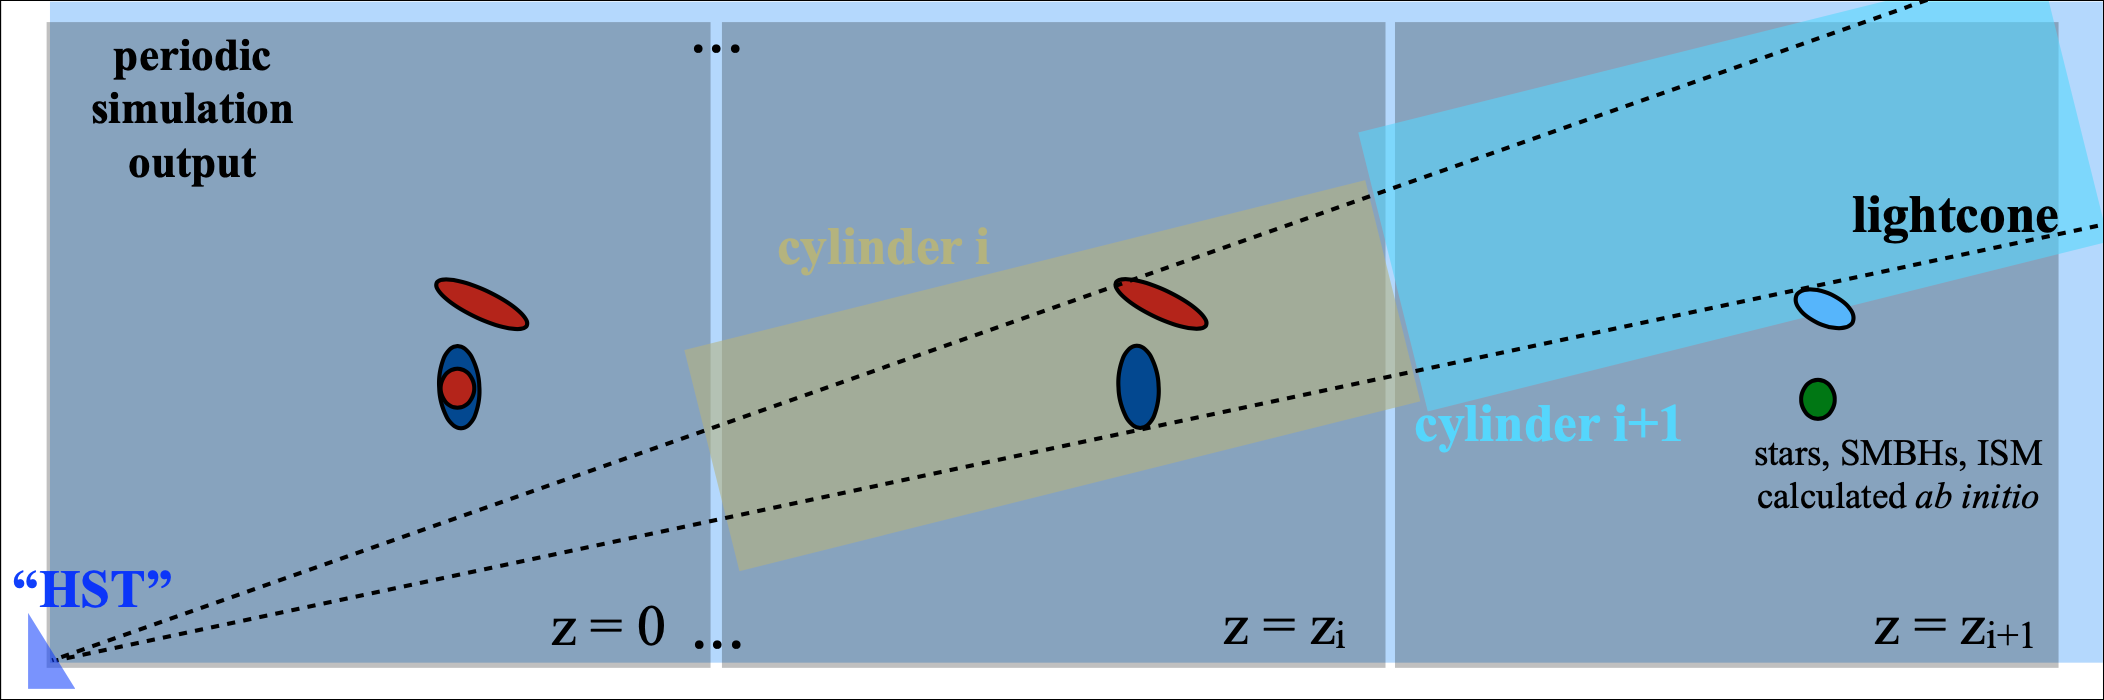 periodic
simulation
output
...
cylinder i
lightcone
cylinder i+1
stars, SMBHs, ISM
calculated ab initio
“HST”
z = 0
...
z = zᵢ
z = zᵢ₊₁